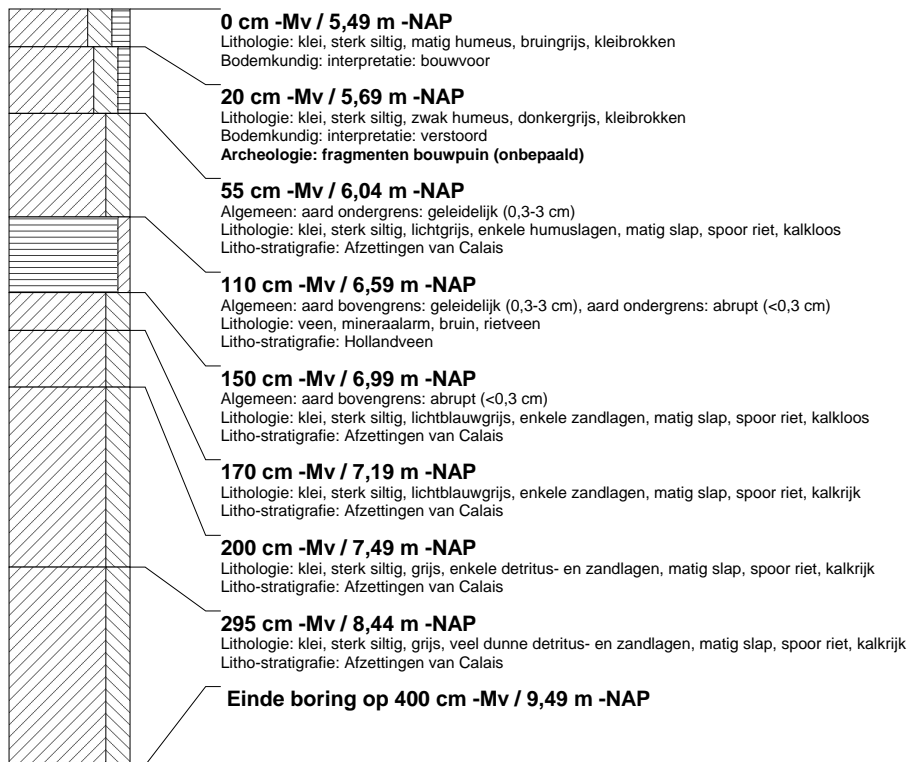 0 cm -Mv / 5,49 m -NAP
Lithologie: klei, sterk siltig, matig humeus, bruingrijs, kleibrokken
Bodemkundig: interpretatie: bouwvoor
20 cm -Mv / 5,69 m -NAP
Lithologie: klei, sterk siltig, zwak humeus, donkergrijs, kleibrokken
Bodemkundig: interpretatie: verstoord
Archeologie: fragmenten bouwpuin (onbepaald)
55 cm -Mv / 6,04 m -NAP
Algemeen: aard ondergrens: geleidelijk (0,3-3 cm)
Lithologie: klei, sterk siltig, lichtgrijs, enkele humuslagen, matig slap, spoor riet, kalkloos
Litho-stratigrafie: Afzettingen van Calais
110 cm -Mv / 6,59 m -NAP
Algemeen: aard bovengrens: geleidelijk (0,3-3 cm), aard ondergrens: abrupt (<0,3 cm)
Lithologie: veen, mineraalarm, bruin, rietveen
Litho-stratigrafie: Hollandveen
150 cm -Mv / 6,99 m -NAP
Algemeen: aard bovengrens: abrupt (<0,3 cm)
Lithologie: klei, sterk siltig, lichtblauwgrijs, enkele zandlagen, matig slap, spoor riet, kalkloos
Litho-stratigrafie: Afzettingen van Calais
170 cm -Mv / 7,19 m -NAP
Lithologie: klei, sterk siltig, lichtblauwgrijs, enkele zandlagen, matig slap, spoor riet, kalkrijk
Litho-stratigrafie: Afzettingen van Calais
200 cm -Mv / 7,49 m -NAP
Lithologie: klei, sterk siltig, grijs, enkele detritus- en zandlagen, matig slap, spoor riet, kalkrijk
Litho-stratigrafie: Afzettingen van Calais
295 cm -Mv / 8,44 m -NAP
Lithologie: klei, sterk siltig, grijs, veel dunne detritus- en zandlagen, matig slap, spoor riet, kalkrijk
Litho-stratigrafie: Afzettingen van Calais
Einde boring op 400 cm -Mv / 9,49 m -NAP